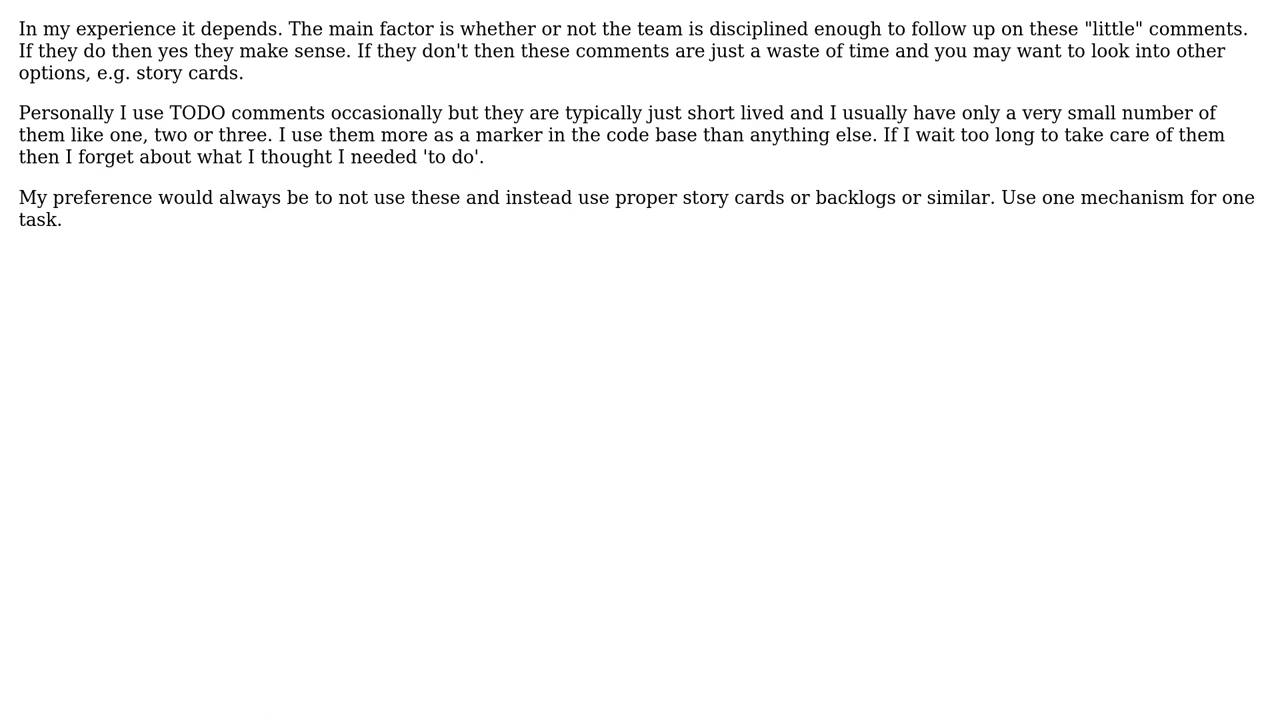 In my experience it depends. The main factor is whether or not the team is disciplined enough to follow up on these "little" comments.
If they do then yes they make sense. If they don't then these comments are just a waste of time and you may want to look into other
options, e.g. story cards.
Personally I use TODO comments occasionally but they are typically just short lived and I usually have only a very small number of
them like one, two or three. I use them more as a marker in the code base than anything else. If I wait too long to take care of them
then I forget about what I thought I needed 'to do'.
My preference would always be to not use these and instead use proper story cards or backlogs or similar. Use one mechanism for one
task.